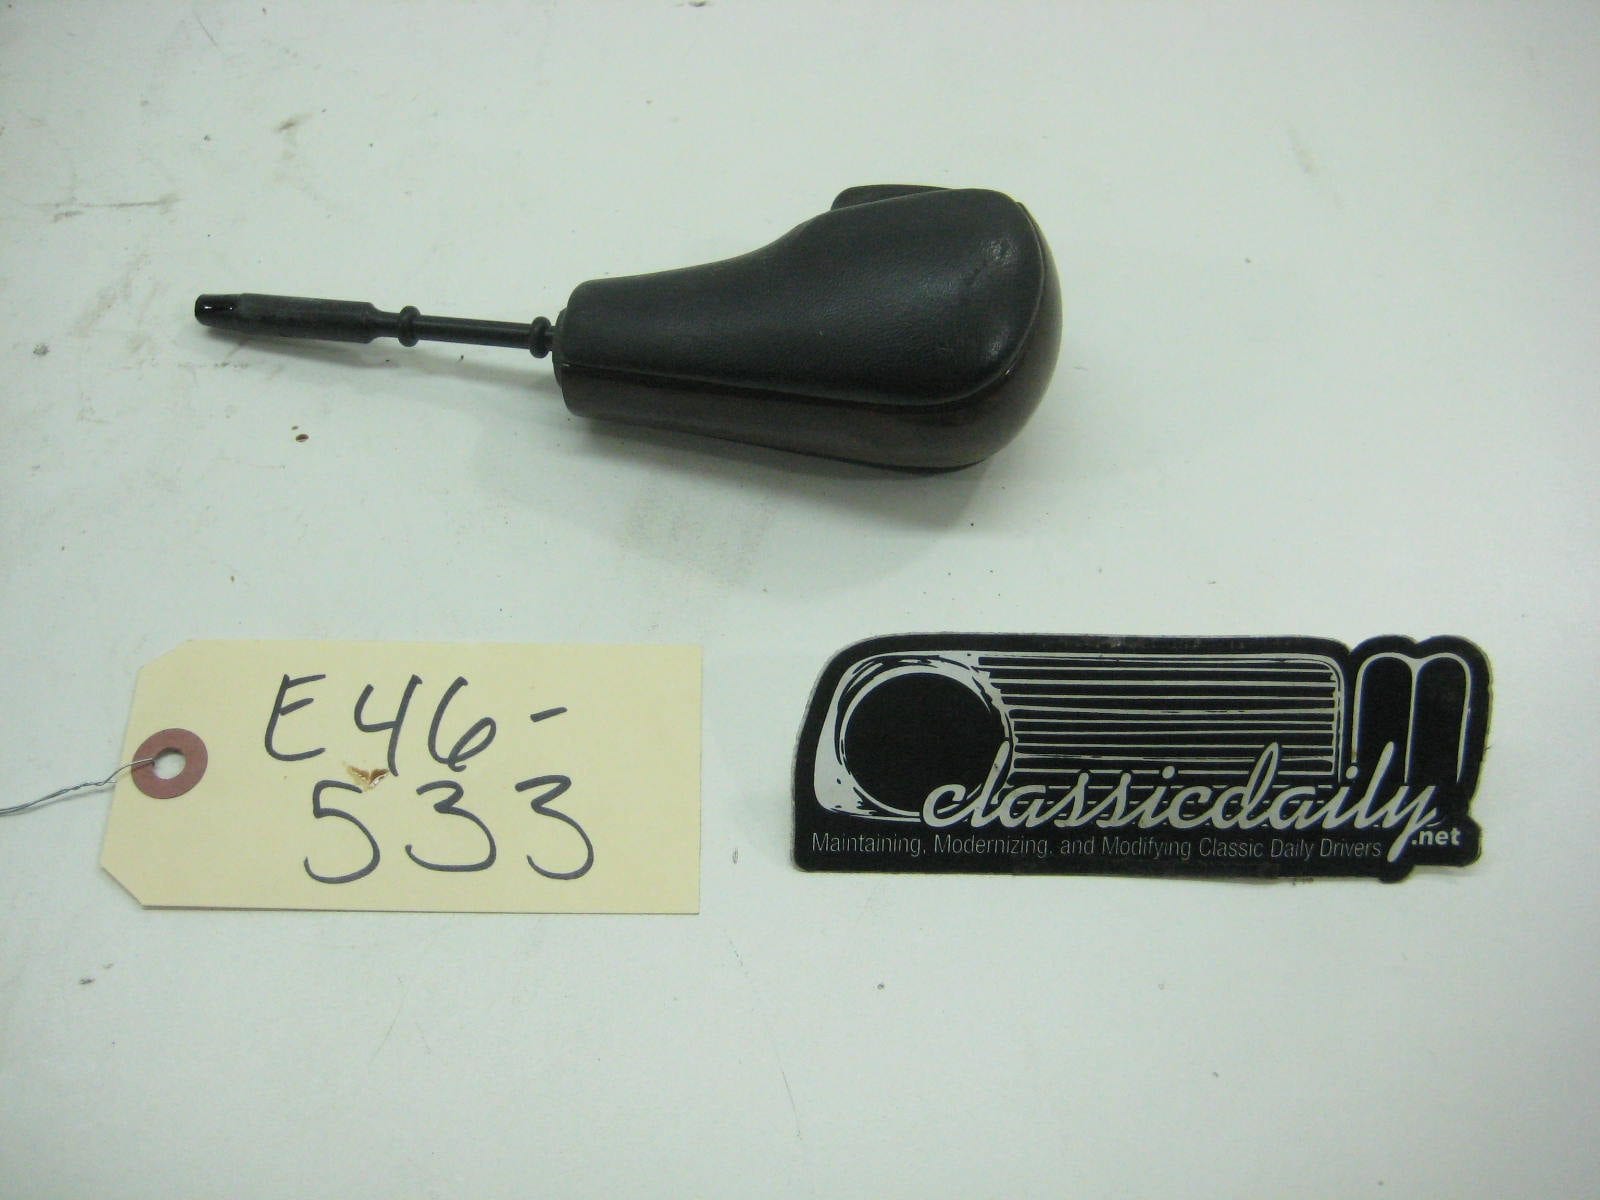 E46-
533
classicdaily.net
Maintaining, Modernizing, and Modifying Classic Daily Drivers